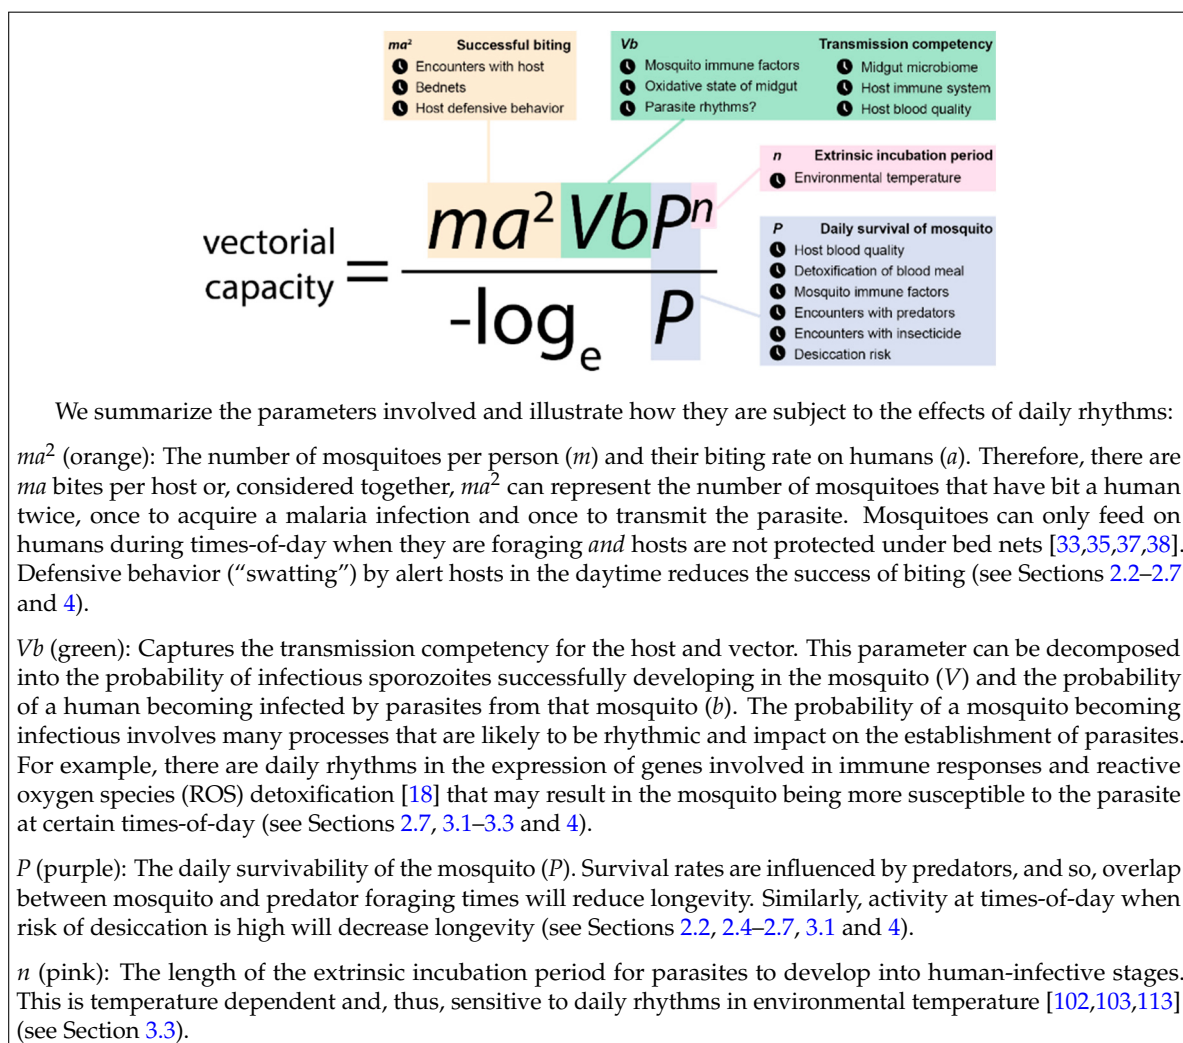 ma² Successful biting
Encounters with host
Bednets
Host defensive behavior
Vb Transmission competency
Mosquito immune factors
Oxidative state of midgut
Parasite rhythms?
Midgut microbiome
Host immune system
Host blood quality
n Extrinsic incubation period
Environmental temperature
P Daily survival of mosquito
Host blood quality
Detoxification of blood meal
Mosquito immune factors
Encounters with predators
Encounters with insecticide
Desiccation risk
vectorial
capacity
=
ma² VbPⁿ
-logₑ P
We summarize the parameters involved and illustrate how they are subject to the effects of daily rhythms:
ma² (orange): The number of mosquitoes per person (m) and their biting rate on humans (a). Therefore, there are
ma bites per host or, considered together, ma² can represent the number of mosquitoes that have bit a human
twice, once to acquire a malaria infection and once to transmit the parasite. Mosquitoes can only feed on
humans during times-of-day when they are foraging and hosts are not protected under bed nets [33,35,37,38].
Defensive behavior (“swatting”) by alert hosts in the daytime reduces the success of biting (see Sections 2.2–2.7
and 4).
Vb (green): Captures the transmission competency for the host and vector. This parameter can be decomposed
into the probability of infectious sporozoites successfully developing in the mosquito (V) and the probability
of a human becoming infected by parasites from that mosquito (b). The probability of a mosquito becoming
infectious involves many processes that are likely to be rhythmic and impact on the establishment of parasites.
For example, there are daily rhythms in the expression of genes involved in immune responses and reactive
oxygen species (ROS) detoxification [18] that may result in the mosquito being more susceptible to the parasite
at certain times-of-day (see Sections 2.7, 3.1–3.3 and 4).
P (purple): The daily survivability of the mosquito (P). Survival rates are influenced by predators, and so, overlap
between mosquito and predator foraging times will reduce longevity. Similarly, activity at times-of-day when
risk of desiccation is high will decrease longevity (see Sections 2.2, 2.4–2.7, 3.1 and 4).
n (pink): The length of the extrinsic incubation period for parasites to develop into human-infective stages.
This is temperature dependent and, thus, sensitive to daily rhythms in environmental temperature [102,103,113]
(see Section 3.3).